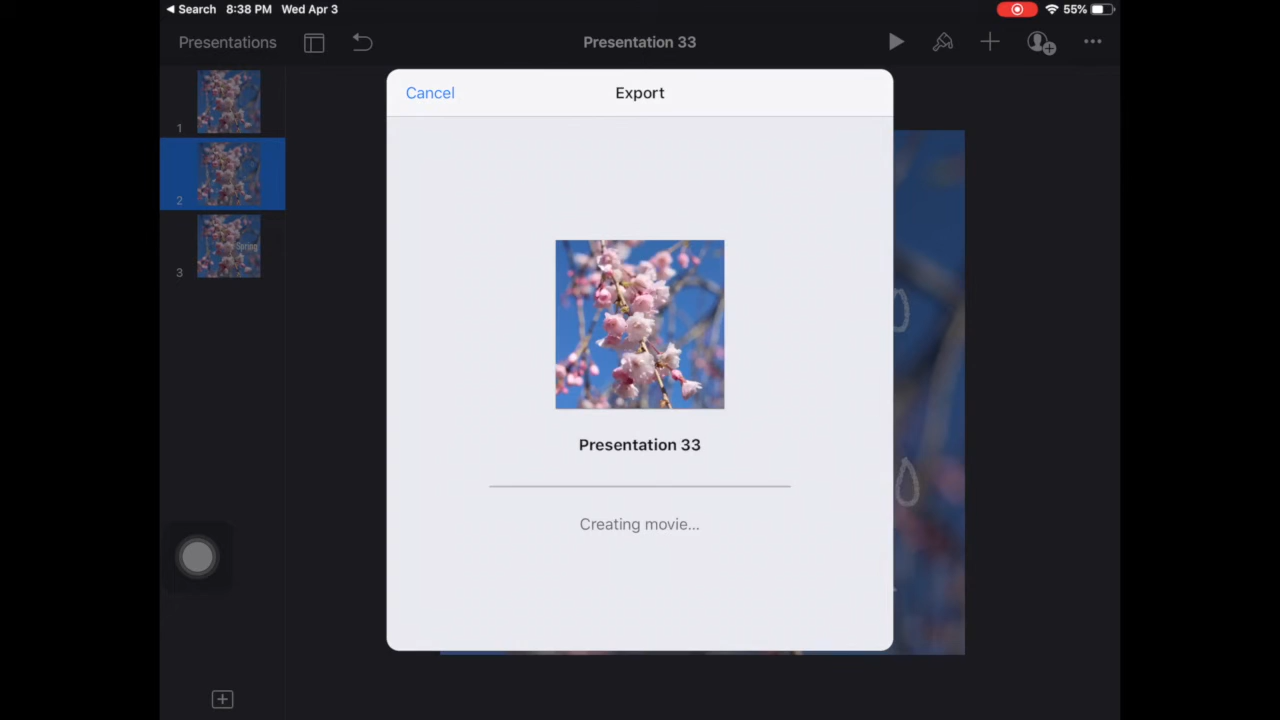 Search 8:38 PM Wed Apr 3 55%
Presentations Presentation 33
Cancel Export
1
2
Spring
3
Presentation 33
Creating movie...